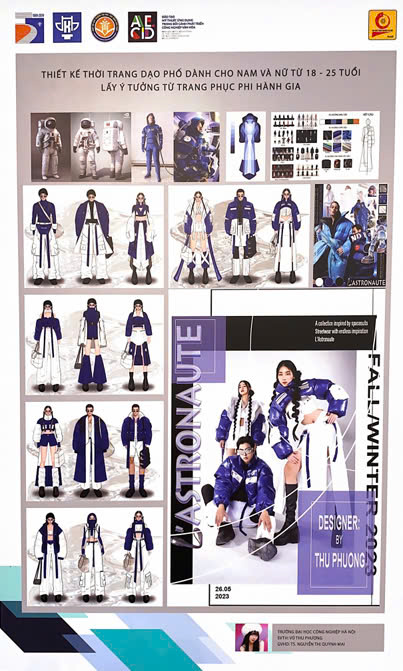 AE
CD
THIẾT KẾ THỜI TRANG DẠO PHỐ DÀNH CHO NAM VÀ NỮ TỪ 18 - 25 TUỔI
LẤY Ý TƯỞNG TỪ TRANG PHỤC PHI HÀNH GIA
L'ASTRONAUTE
A collection inspired by spacesuits
Streetwear with endless inspiration
L'Astronaute
L'ASTRONAUTE
FALL/WINTER 2023
DESIGNER:
BY
THU PHUONG
26.05
2023
TRƯỜNG ĐẠI HỌC CÔNG NGHIỆP HÀ NỘI
SVTH: VŨ THU PHƯƠNG
GVHD: TS. NGUYỄN THỊ QUỲNH MAI